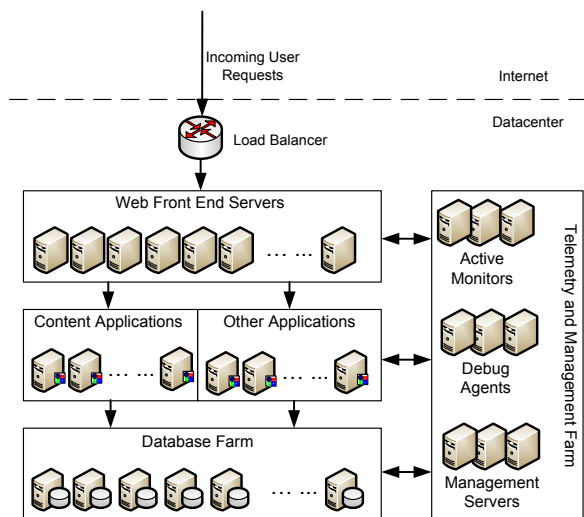 Incoming User
Requests
Internet
Datacenter
Load Balancer
Web Front End Servers
... ...
Active
Monitors
Content Applications
Other Applications
... ...
... ...
Debug
Agents
Database Farm
... ...
Management
Servers
Telemetry and Management Farm